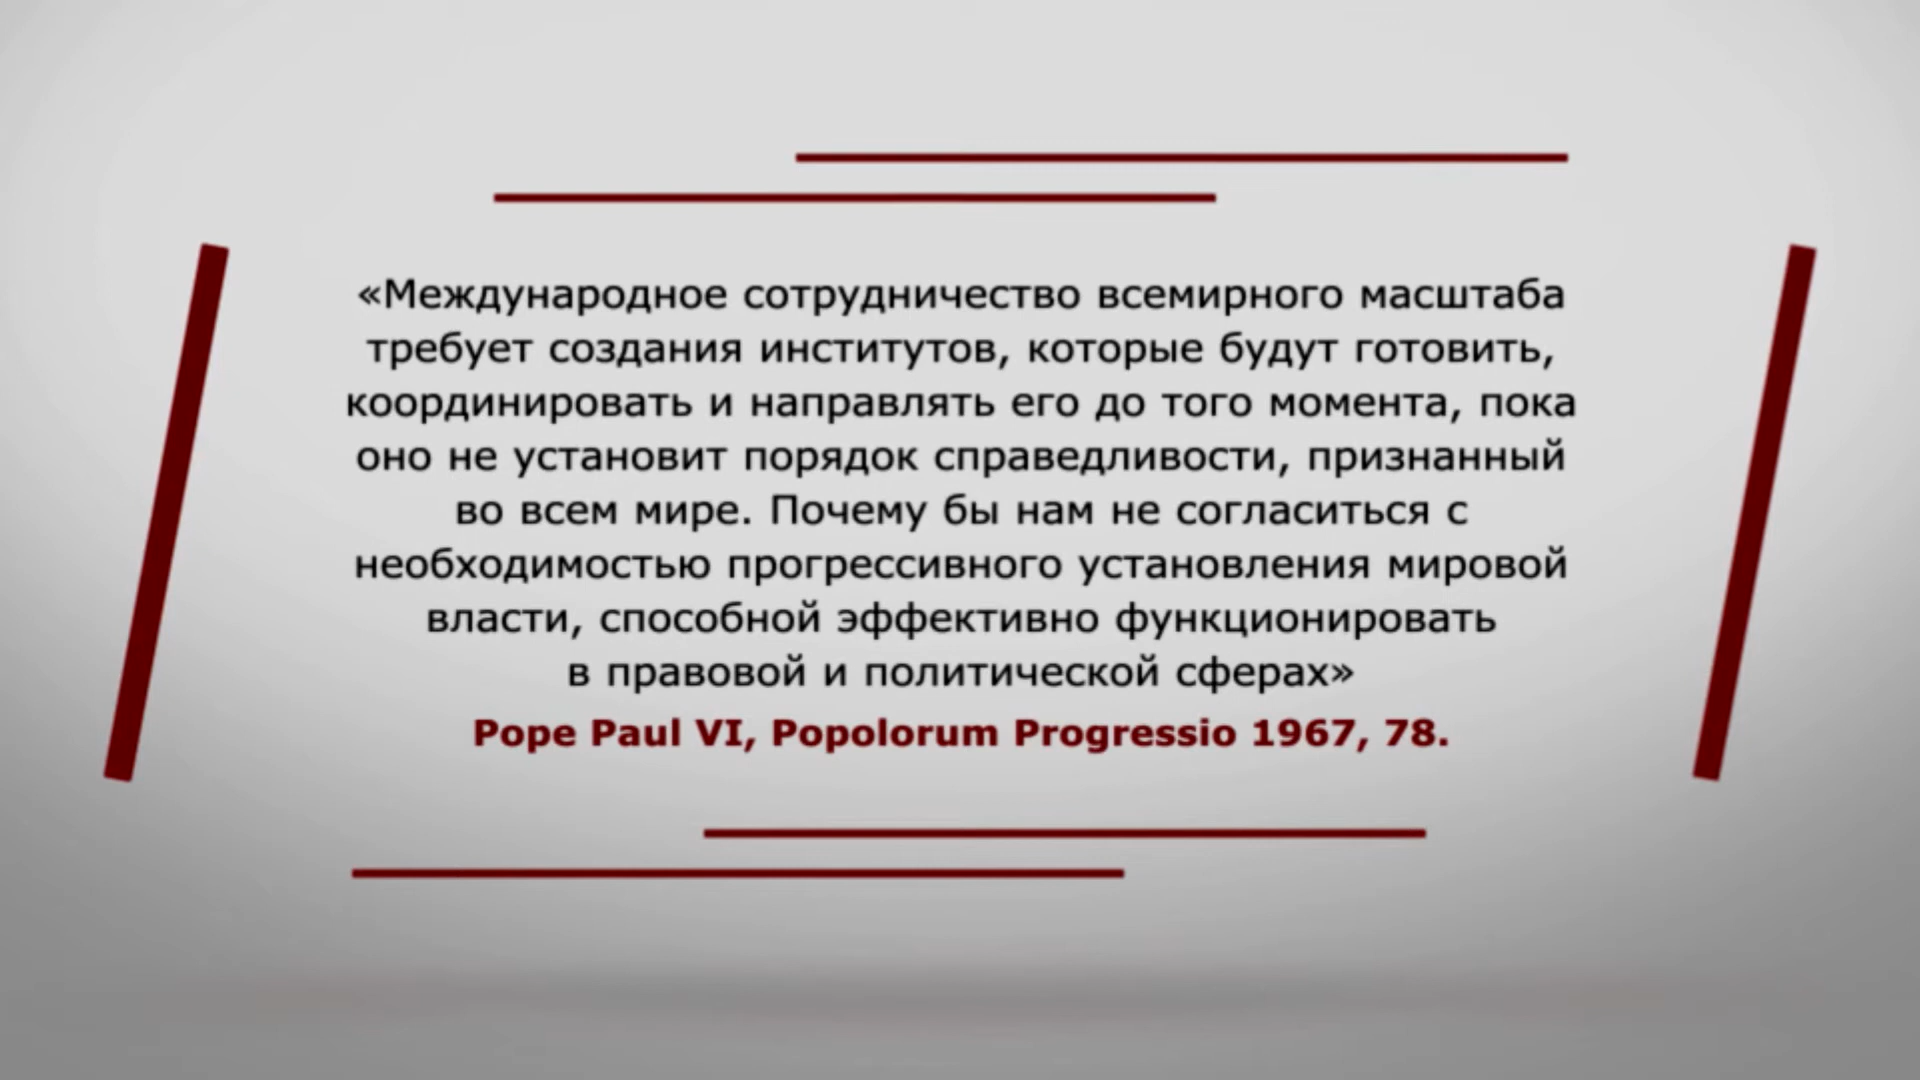 «Международное сотрудничество всемирного масштаба
требует создания институтов, которые будут готовить,
координировать и направлять его до того момента, пока
оно не установит порядок справедливости, признанный
во всем мире. Почему бы нам не согласиться с
необходимостью прогрессивного установления мировой
власти, способной эффективно функционировать
в правовой и политической сферах»
Pope Paul VI, Popolorum Progressio 1967, 78.